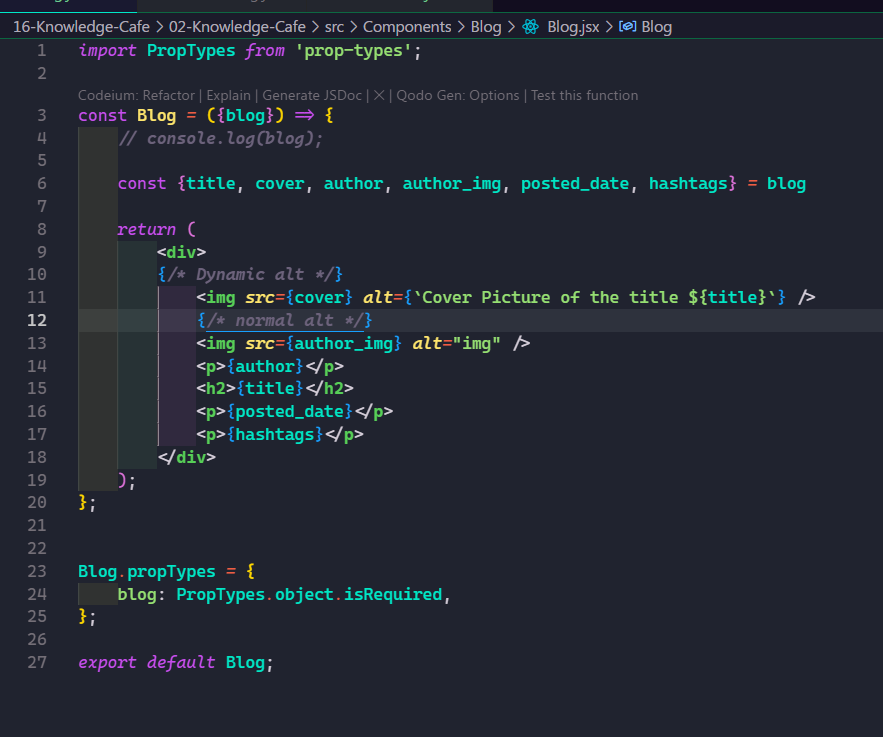 16-Knowledge-Cafe > 02-Knowledge-Cafe > src > Components > Blog > Blog.jsx > Blog
1 import PropTypes from 'prop-types';
2
Codeium: Refactor | Explain | Generate JSDoc | × | Qodo Gen: Options | Test this function
3 const Blog = ({blog}) => {
4 // console.log(blog);
5
6 const {title, cover, author, author_img, posted_date, hashtags} = blog
7
8 return (
9 <div>
10 {/* Dynamic alt */}
11 <img src={cover} alt={`Cover Picture of the title ${title}`} />
12 {/* normal alt */}
13 <img src={author_img} alt="img" />
14 <p>{author}</p>
15 <h2>{title}</h2>
16 <p>{posted_date}</p>
17 <p>{hashtags}</p>
18 </div>
19 );
20 };
21
22
23 Blog.propTypes = {
24 blog: PropTypes.object.isRequired,
25 };
26
27 export default Blog;